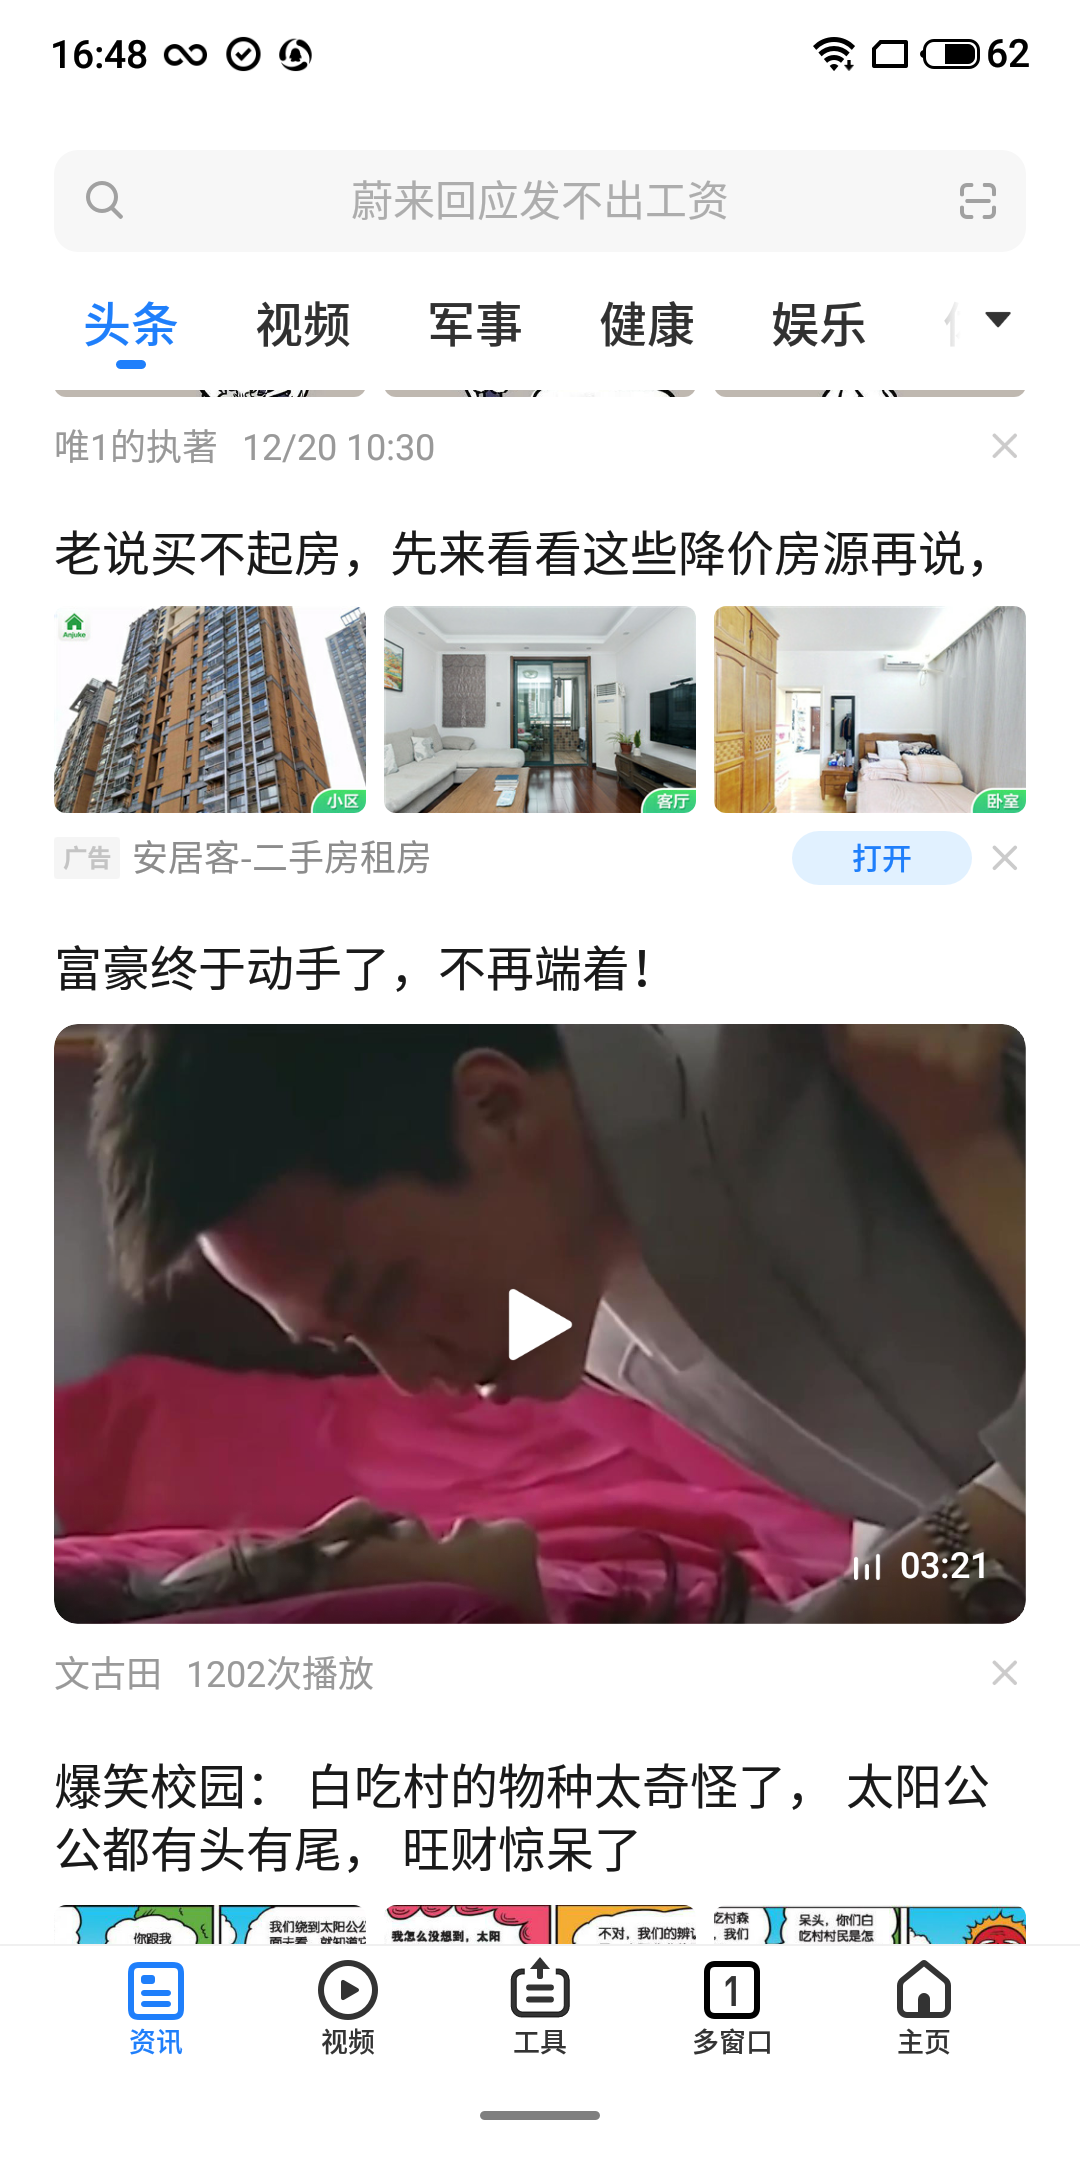 16:48
62
蔚来回应发不出工资
头条 视频 军事 健康 娱乐
唯1的执著 12/20 10:30
老说买不起房，先来看看这些降价房源再说，
Anjuke
小区 客厅 卧室
广告 安居客-二手房租房 打开
富豪终于动手了，不再端着！
03:21
文古田 1202次播放
爆笑校园： 白吃村的物种太奇怪了， 太阳公
公都有头有尾， 旺财惊呆了
你跟我
我们绕到太阳公公
我怎么没想到，太阳
不对，我们的辩
吃村森
，我们
呆头，你们白
吃村村民是怎
1
资讯 视频 工具 多窗口 主页